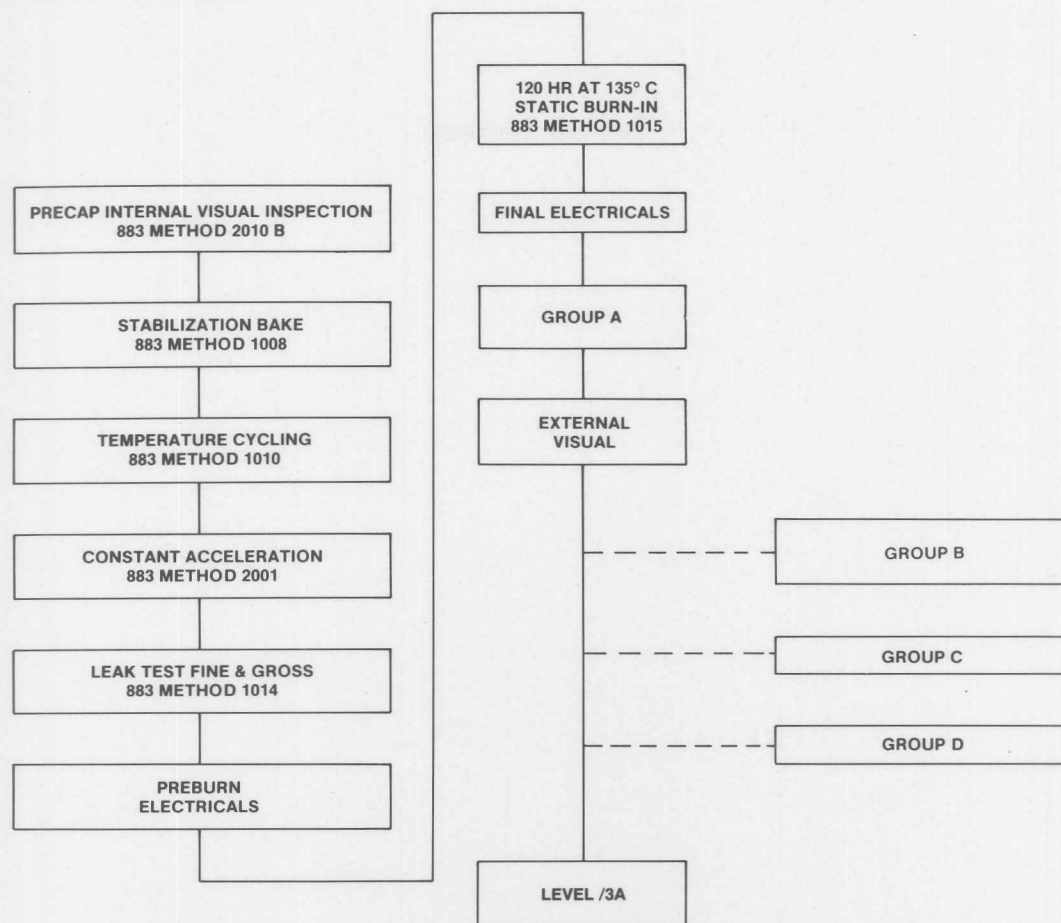 PRECAP INTERNAL VISUAL INSPECTION
883 METHOD 2010 B
STABILIZATION BAKE
883 METHOD 1008
TEMPERATURE CYCLING
883 METHOD 1010
CONSTANT ACCELERATION
883 METHOD 2001
LEAK TEST FINE & GROSS
883 METHOD 1014
PREBURN
ELECTRICALS
120 HR AT 135° C
STATIC BURN-IN
883 METHOD 1015
FINAL ELECTRICALS
GROUP A
EXTERNAL
VISUAL
GROUP B
GROUP C
GROUP D
LEVEL /3A